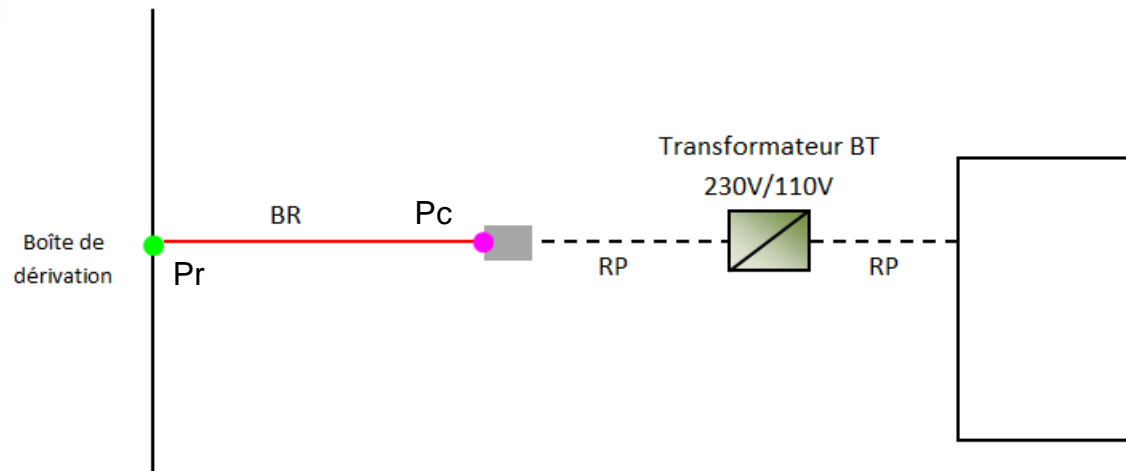 Transformateur BT
230V/110V
BR
Pc
Boîte de
dérivation
Pr
RP
RP